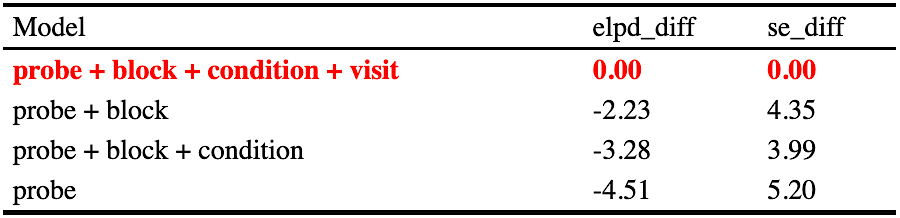 Model elpd_diff se_diff
probe + block + condition + visit 0.00 0.00
probe + block -2.23 4.35
probe + block + condition -3.28 3.99
probe -4.51 5.20